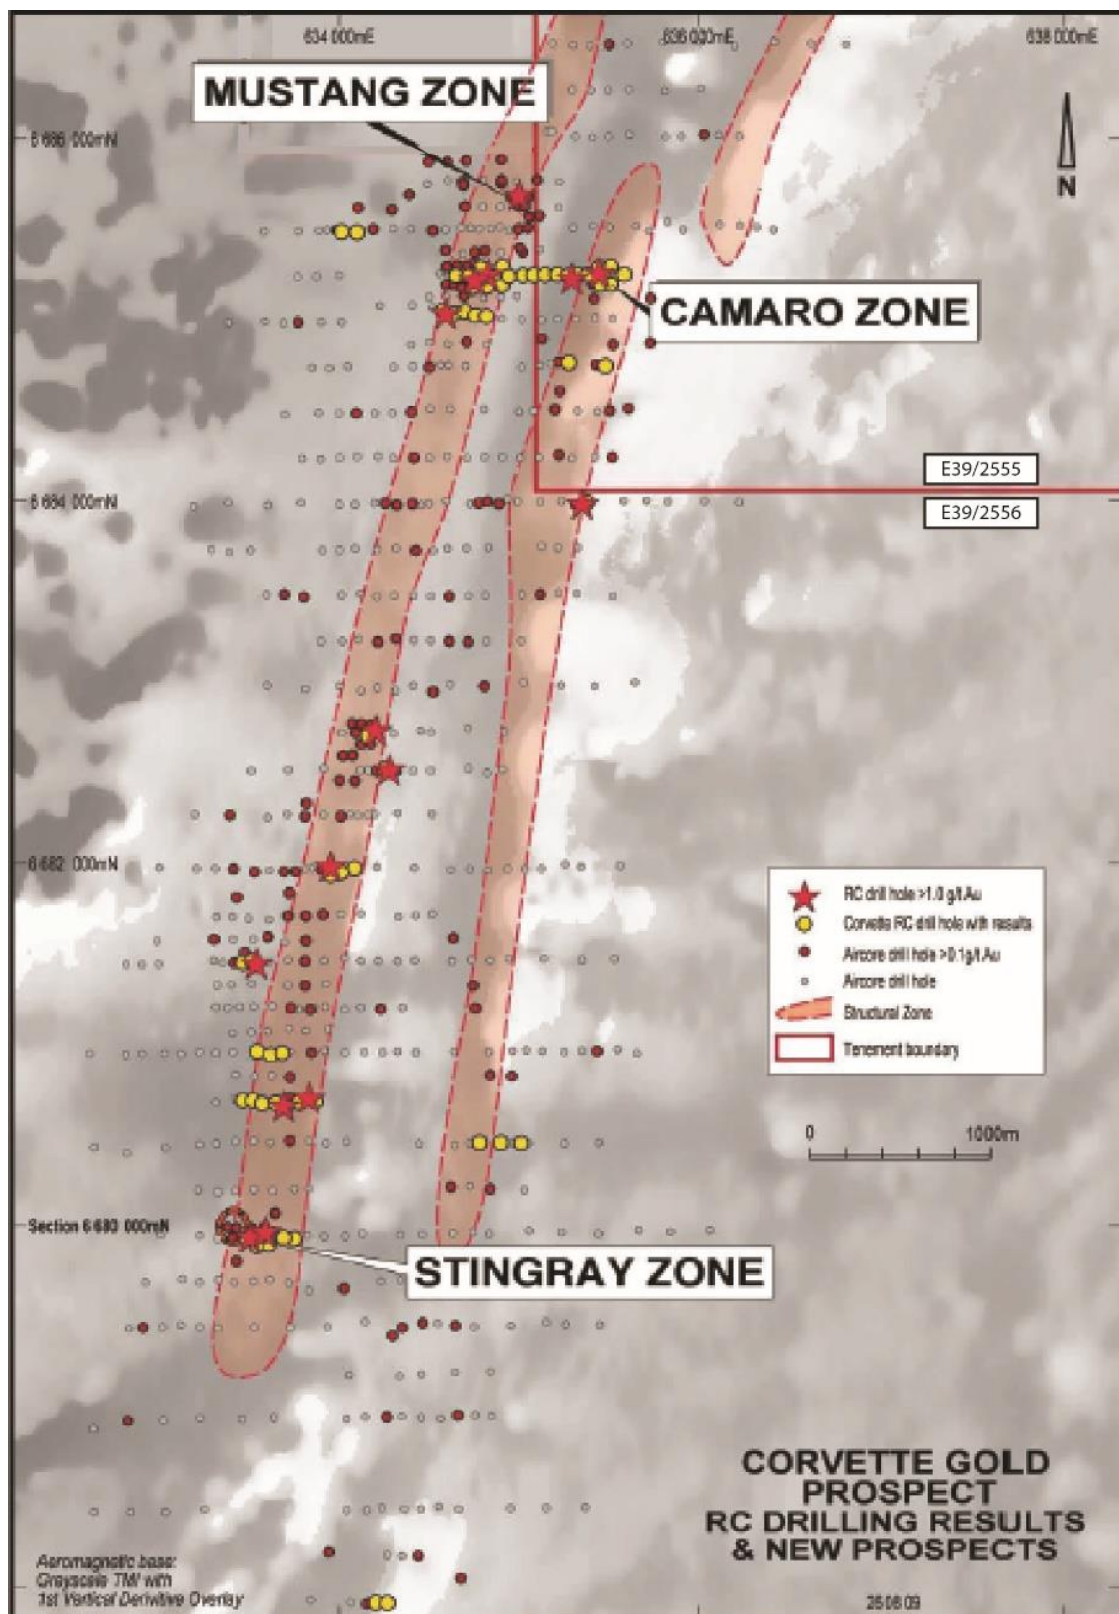 634 000mE
636 000mE
638 000mE
MUSTANG ZONE
6 686 000mN
N
CAMARO ZONE
E39/2555
6 684 000mN
E39/2556
6 682 000mN
RC drill hole >1.0 g/t Au
Corvette RC drill hole with results
Aircore drill hole >0.1g/t Au
Aircore drill hole
Structural Zone
Tenement boundary
0 1000m
Section 6 680 000mN
STINGRAY ZONE
CORVETTE GOLD
PROSPECT
RC DRILLING RESULTS
& NEW PROSPECTS
Aeromagnetic base:
Greyscale TMI with
1st Vertical Derivative Overlay
26 08 09